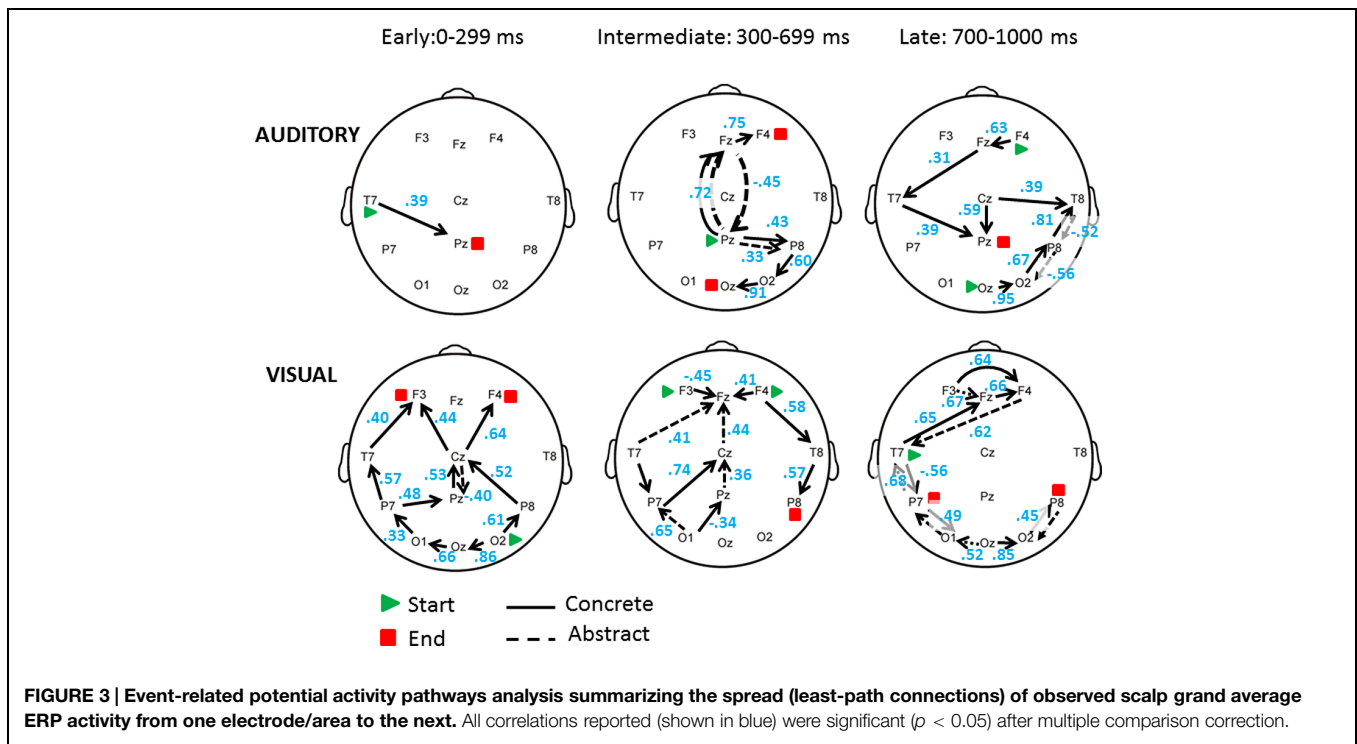 Early:0-299 ms Intermediate: 300-699 ms Late: 700-1000 ms
AUDITORY
F3 Fz F4
T7 .39 Cz T8
P7 Pz P8
O1 Oz O2
.75
F3 Fz F4
-.45
T7 .72 Cz T8
.43
P7 Pz P8
.33 .60
O1 Oz O2
.91
F3 .63 F4
Fz
.31
T7 Cz .39 T8
.59 .81
.39 -.52
P7 Pz P8
.67 -.56
O1 Oz O2
.95
VISUAL
F3 Fz F4
.40 .44 .64
T7 Cz T8
.57 .53 .52
.48 Pz -.40
P7 .61 P8
.33 O1 Oz O2
.66 .86
-.45 .41
F3 Fz F4
.58
.41 .44
T7 Cz T8
.74 .36 .57
P7 Pz P8
.65 -.34
O1 Oz O2
.64
F3 .66 F4
.67 Fz
.65
.62
T7 Cz T8
.68 -.56
P7 Pz P8
.49 .45
O1 Oz O2
.52 .85
Start Concrete
End Abstract
FIGURE 3 | Event-related potential activity pathways analysis summarizing the spread (least-path connections) of observed scalp grand average
ERP activity from one electrode/area to the next. All correlations reported (shown in blue) were significant (p < 0.05) after multiple comparison correction.